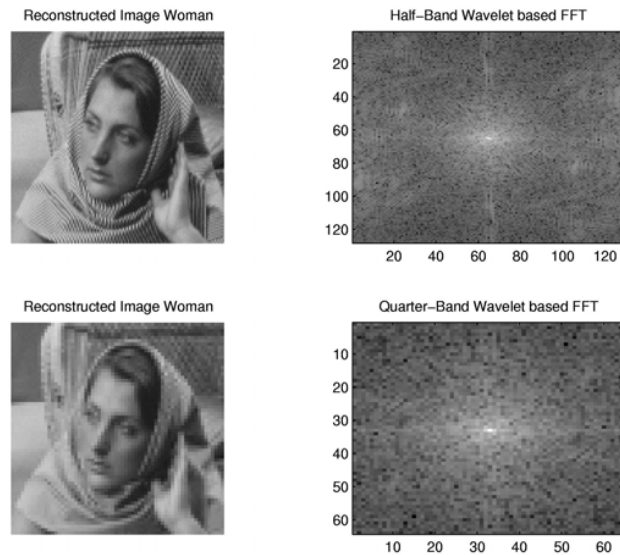 Reconstructed Image Woman
Half-Band Wavelet based FFT
20
40
60
80
100
120
20 40 60 80 100 120
Reconstructed Image Woman
Quarter-Band Wavelet based FFT
10
20
30
40
50
60
10 20 30 40 50 60